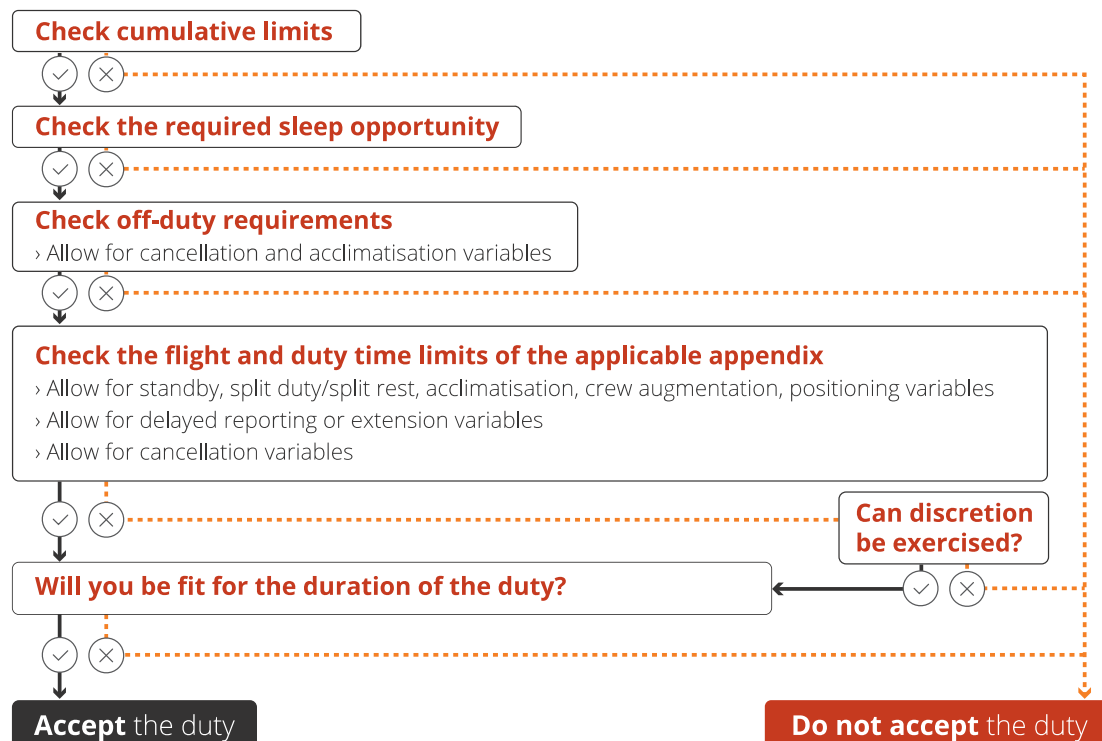 Check cumulative limits
Check the required sleep opportunity
Check off-duty requirements
› Allow for cancellation and acclimatisation variables
Check the flight and duty time limits of the applicable appendix
› Allow for standby, split duty/split rest, acclimatisation, crew augmentation, positioning variables
› Allow for delayed reporting or extension variables
› Allow for cancellation variables
Can discretion
be exercised?
Will you be fit for the duration of the duty?
Accept the duty
Do not accept the duty